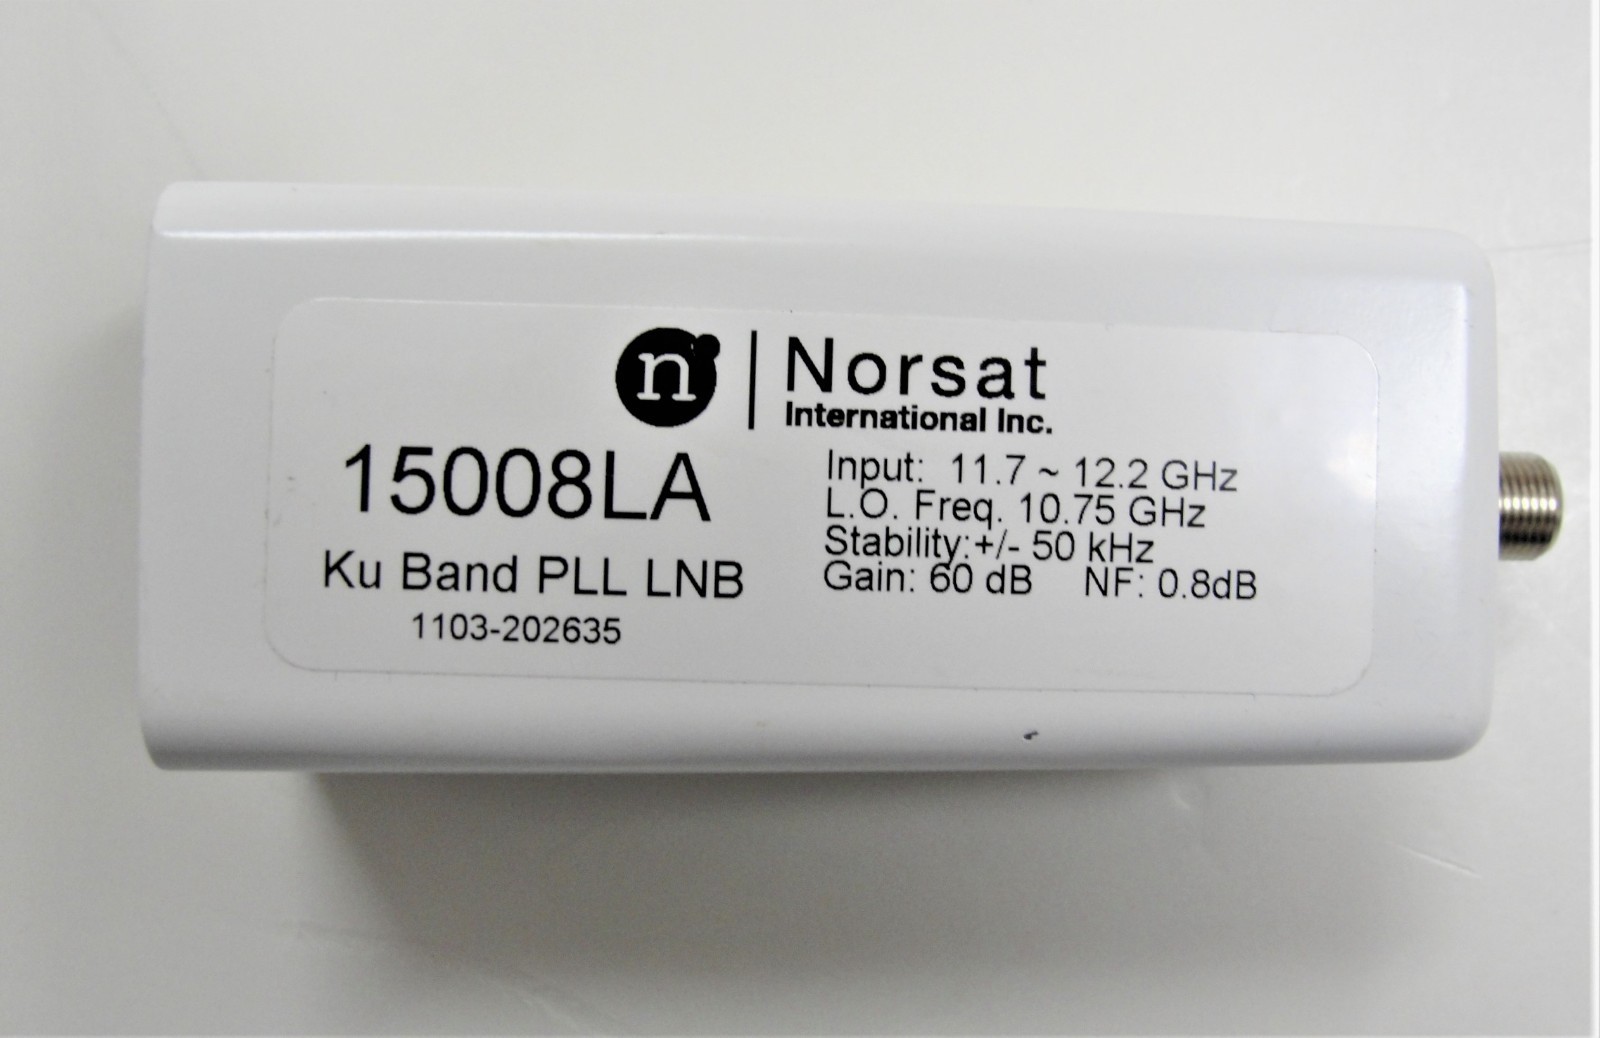 n
Norsat
International Inc.
15008LA
Ku Band PLL LNB
1103-202635
Input: 11.7 ~ 12.2 GHz
L.O. Freq. 10.75 GHz
Stability:+/- 50 kHz
Gain: 60 dB NF: 0.8dB